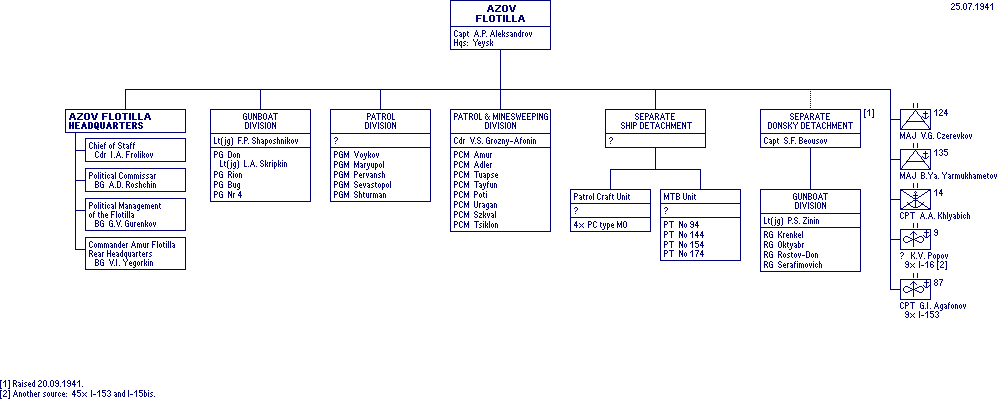 25.07.1941
AZOV
FLOTILLA
Capt A.P. Aleksandrov
Hqs: Yeysk
AZOV FLOTILLA
HEADQUARTERS
Chief of Staff
Cdr I.A. Frolikov
Political Commissar
BG A.D. Roshchin
Political Management
of the Flotilla
BG G.V. Gurenkov
Commander Amur Flotilla
Rear Headquarters
BG V.I. Yegorkin
GUNBOAT
DIVISION
Lt(jg) F.P. Shaposhnikov
PG Don
Lt(jg) L.A. Skripkin
PG Rion
PG Bug
PG Nr 4
PATROL
DIVISION
?
PGM Voykov
PGM Maryupol
PGM Pervansh
PGM Sevastopol
PGM Shturman
PATROL & MINESWEEPING
DIVISION
Cdr V.S. Grozny-Afonin
PCM Amur
PCM Adler
PCM Tuapse
PCM Tayfun
PCM Poti
PCM Uragan
PCM Szkval
PCM Tsiklon
SEPARATE
SHIP DETACHMENT
?
Patrol Craft Unit
?
4x PC type MO
MTB Unit
?
PT No 94
PT No 144
PT No 154
PT No 174
SEPARATE
DONSKY DETACHMENT
[1]
Capt S.F. Beousov
GUNBOAT
DIVISION
Lt(jg) P.S. Zinin
RG Krenkel
RG Oktyabr
RG Rostov-Don
RG Serafimovich
124
MAJ V.G. Czerevkov
135
MAJ B.Ya. Yarmukhametov
14
CPT A.A. Khlyabich
9
? K.V. Popov
9x I-16 [2]
87
CPT G.I. Agafonov
9x I-153
[1] Raised 20.09.1941.
[2] Another source: 45x I-153 and I-15bis.